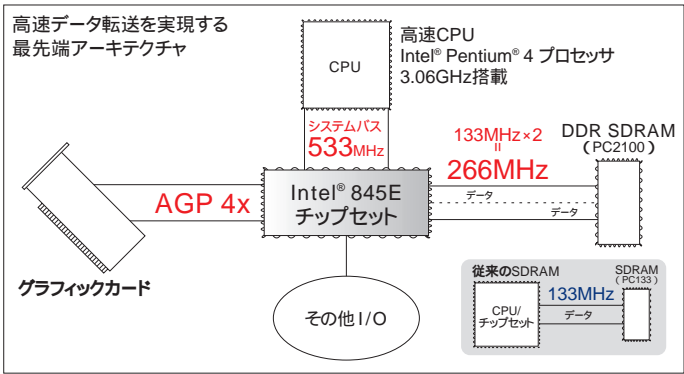 高速データ転送を実現する
最先端アーキテクチャ
CPU
高速CPU
Intel® Pentium® 4 プロセッサ
3.06GHz搭載
システムバス
533MHz
133MHz×2
=
266MHz
DDR SDRAM
(PC2100)
データ
データ
AGP 4x
Intel® 845E
チップセット
グラフィックカード
その他I/O
従来のSDRAM
SDRAM
(PC133)
133MHz
データ
CPU/
チップセット